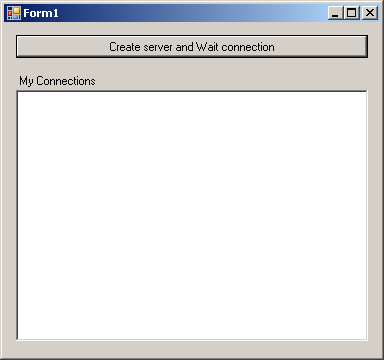 Form1
Create server and Wait connection
My Connections